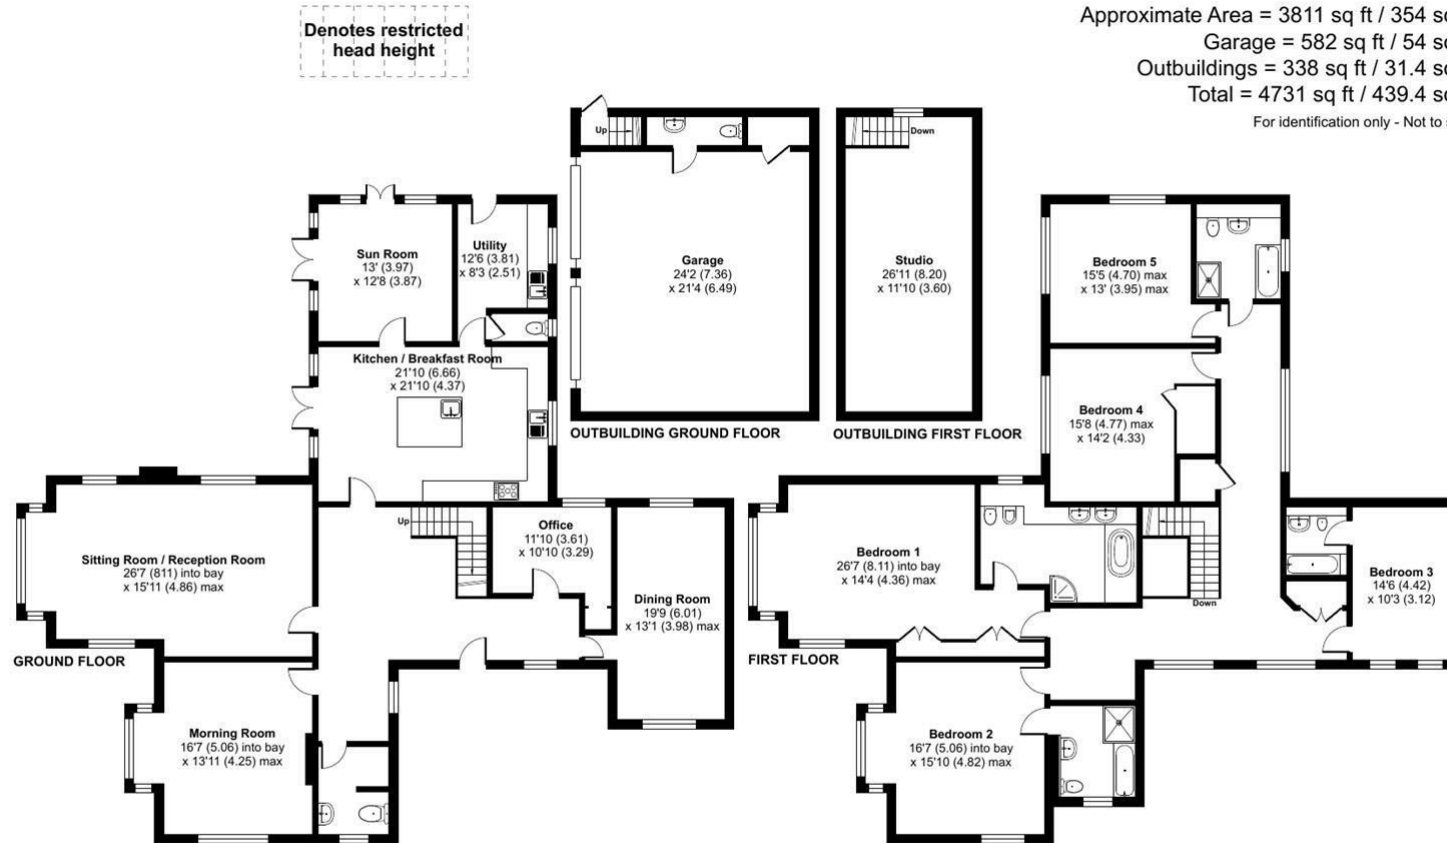 Denotes restricted
head height
Approximate Area = 3811 sq ft / 354 sq
Garage = 582 sq ft / 54 sq
Outbuildings = 338 sq ft / 31.4 sq
Total = 4731 sq ft / 439.4 sq
For identification only - Not to
Up
Down
Sun Room
13' (3.97)
x 12'8 (3.87)
Utility
12'6 (3.81)
x 8'3 (2.51)
Garage
24'2 (7.36)
x 21'4 (6.49)
Studio
26'11 (8.20)
x 11'10 (3.60)
Bedroom 5
15'5 (4.70) max
x 13' (3.95) max
Kitchen / Breakfast Room
21'10 (6.66)
x 21'10 (4.37)
OUTBUILDING GROUND FLOOR
OUTBUILDING FIRST FLOOR
Bedroom 4
15'8 (4.77) max
x 14'2 (4.33)
Sitting Room / Reception Room
26'7 (811) into bay
x 15'11 (4.86) max
Up
Office
11'10 (3.61)
x 10'10 (3.29)
Dining Room
19'9 (6.01)
x 13'1 (3.98) max
Bedroom 1
26'7 (8.11) into bay
x 14'4 (4.36) max
Down
Bedroom 3
14'6 (4.42)
x 10'3 (3.12)
GROUND FLOOR
FIRST FLOOR
Morning Room
16'7 (5.06) into bay
x 13'11 (4.25) max
Bedroom 2
16'7 (5.06) into bay
x 15'10 (4.82) max